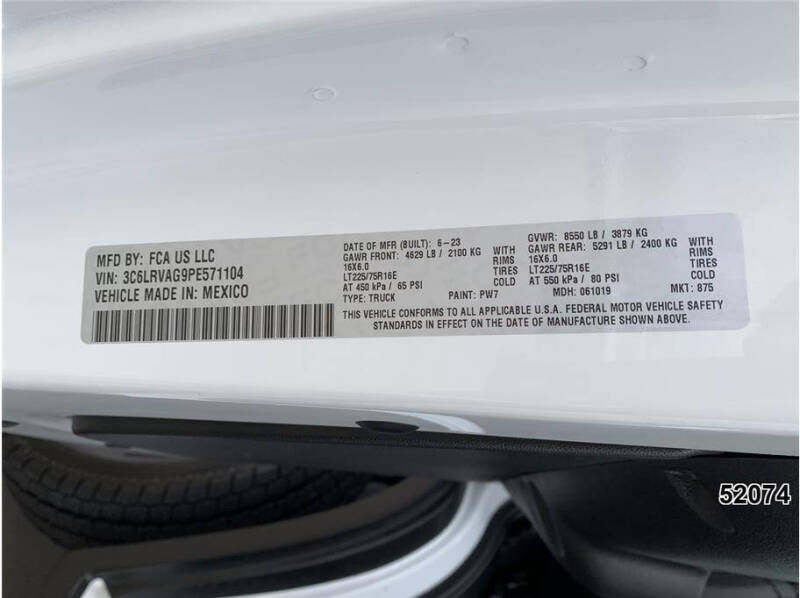 MFD BY: FCA US LLC
VIN: 3C6LRVAG9PE571104
VEHICLE MADE IN: MEXICO
DATE OF MFR (BUILT): 6-23
GAWR FRONT: 4629 LB / 2100 KG WITH
16X6.0 RIMS
LT225/75R16E TIRES
AT 450 kPa / 65 PSI COLD
TYPE: TRUCK PAINT: PW7
GVWR: 8550 LB / 3879 KG
GAWR REAR: 5291 LB / 2400 KG WITH
16X6.0 RIMS
LT225/75R16E TIRES
AT 550 kPa / 80 PSI COLD
MDH: 061019 MKT: 875
THIS VEHICLE CONFORMS TO ALL APPLICABLE U.S.A. FEDERAL MOTOR VEHICLE SAFETY
STANDARDS IN EFFECT ON THE DATE OF MANUFACTURE SHOWN ABOVE.
52074